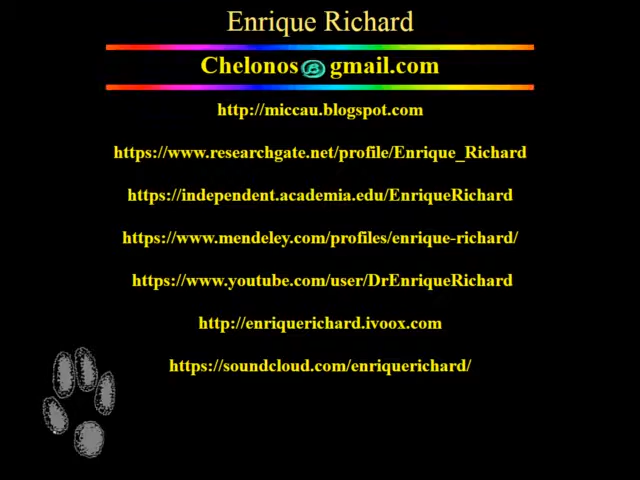 Enrique Richard
Chelonos@gmail.com
http://miccau.blogspot.com
https://www.researchgate.net/profile/Enrique_Richard
https://independent.academia.edu/EnriqueRichard
https://www.mendeley.com/profiles/enrique-richard/
https://www.youtube.com/user/DrEnriqueRichard
http://enriquerichard.ivoox.com
https://soundcloud.com/enriquerichard/